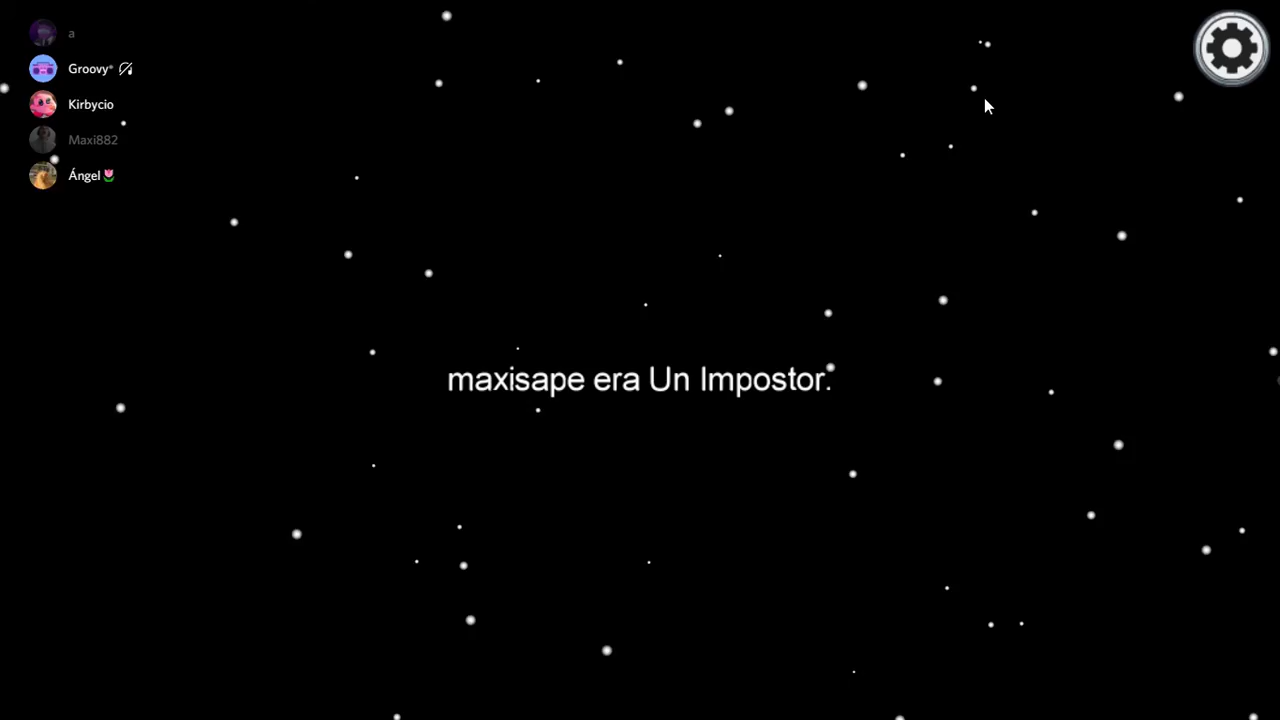 a
Groovy*
Kirbycio
Maxi882
Ángel🌷
maxisape era Un Impostor.